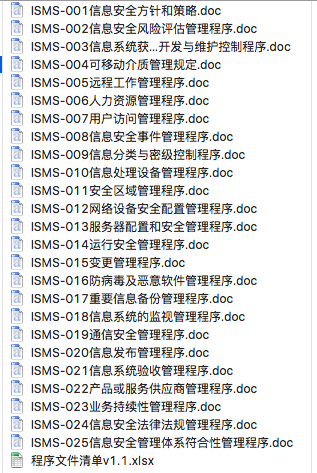 ISMS-001信息安全方针和策略.doc
ISMS-002信息安全风险评估管理程序.doc
ISMS-003信息系统获...开发与维护控制程序.doc
ISMS-004可移动介质管理规定.doc
ISMS-005远程工作管理程序.doc
ISMS-006人力资源管理程序.doc
ISMS-007用户访问管理程序.doc
ISMS-008信息安全事件管理程序.doc
ISMS-009信息分类与密级控制程序.doc
ISMS-010信息处理设备管理程序.doc
ISMS-011安全区域管理程序.doc
ISMS-012网络设备安全配置管理程序.doc
ISMS-013服务器配置和安全管理程序.doc
ISMS-014运行安全管理程序.doc
ISMS-015变更管理程序.doc
ISMS-016防病毒及恶意软件管理程序.doc
ISMS-017重要信息备份管理程序.doc
ISMS-018信息系统的监视管理程序.doc
ISMS-019通信安全管理程序.doc
ISMS-020信息发布管理程序.doc
ISMS-021信息系统验收管理程序.doc
ISMS-022产品或服务供应商管理程序.doc
ISMS-023业务持续性管理程序.doc
ISMS-024信息安全法律法规管理程序.doc
ISMS-025信息安全管理体系符合性管理程序.doc
程序文件清单v1.1.xlsx